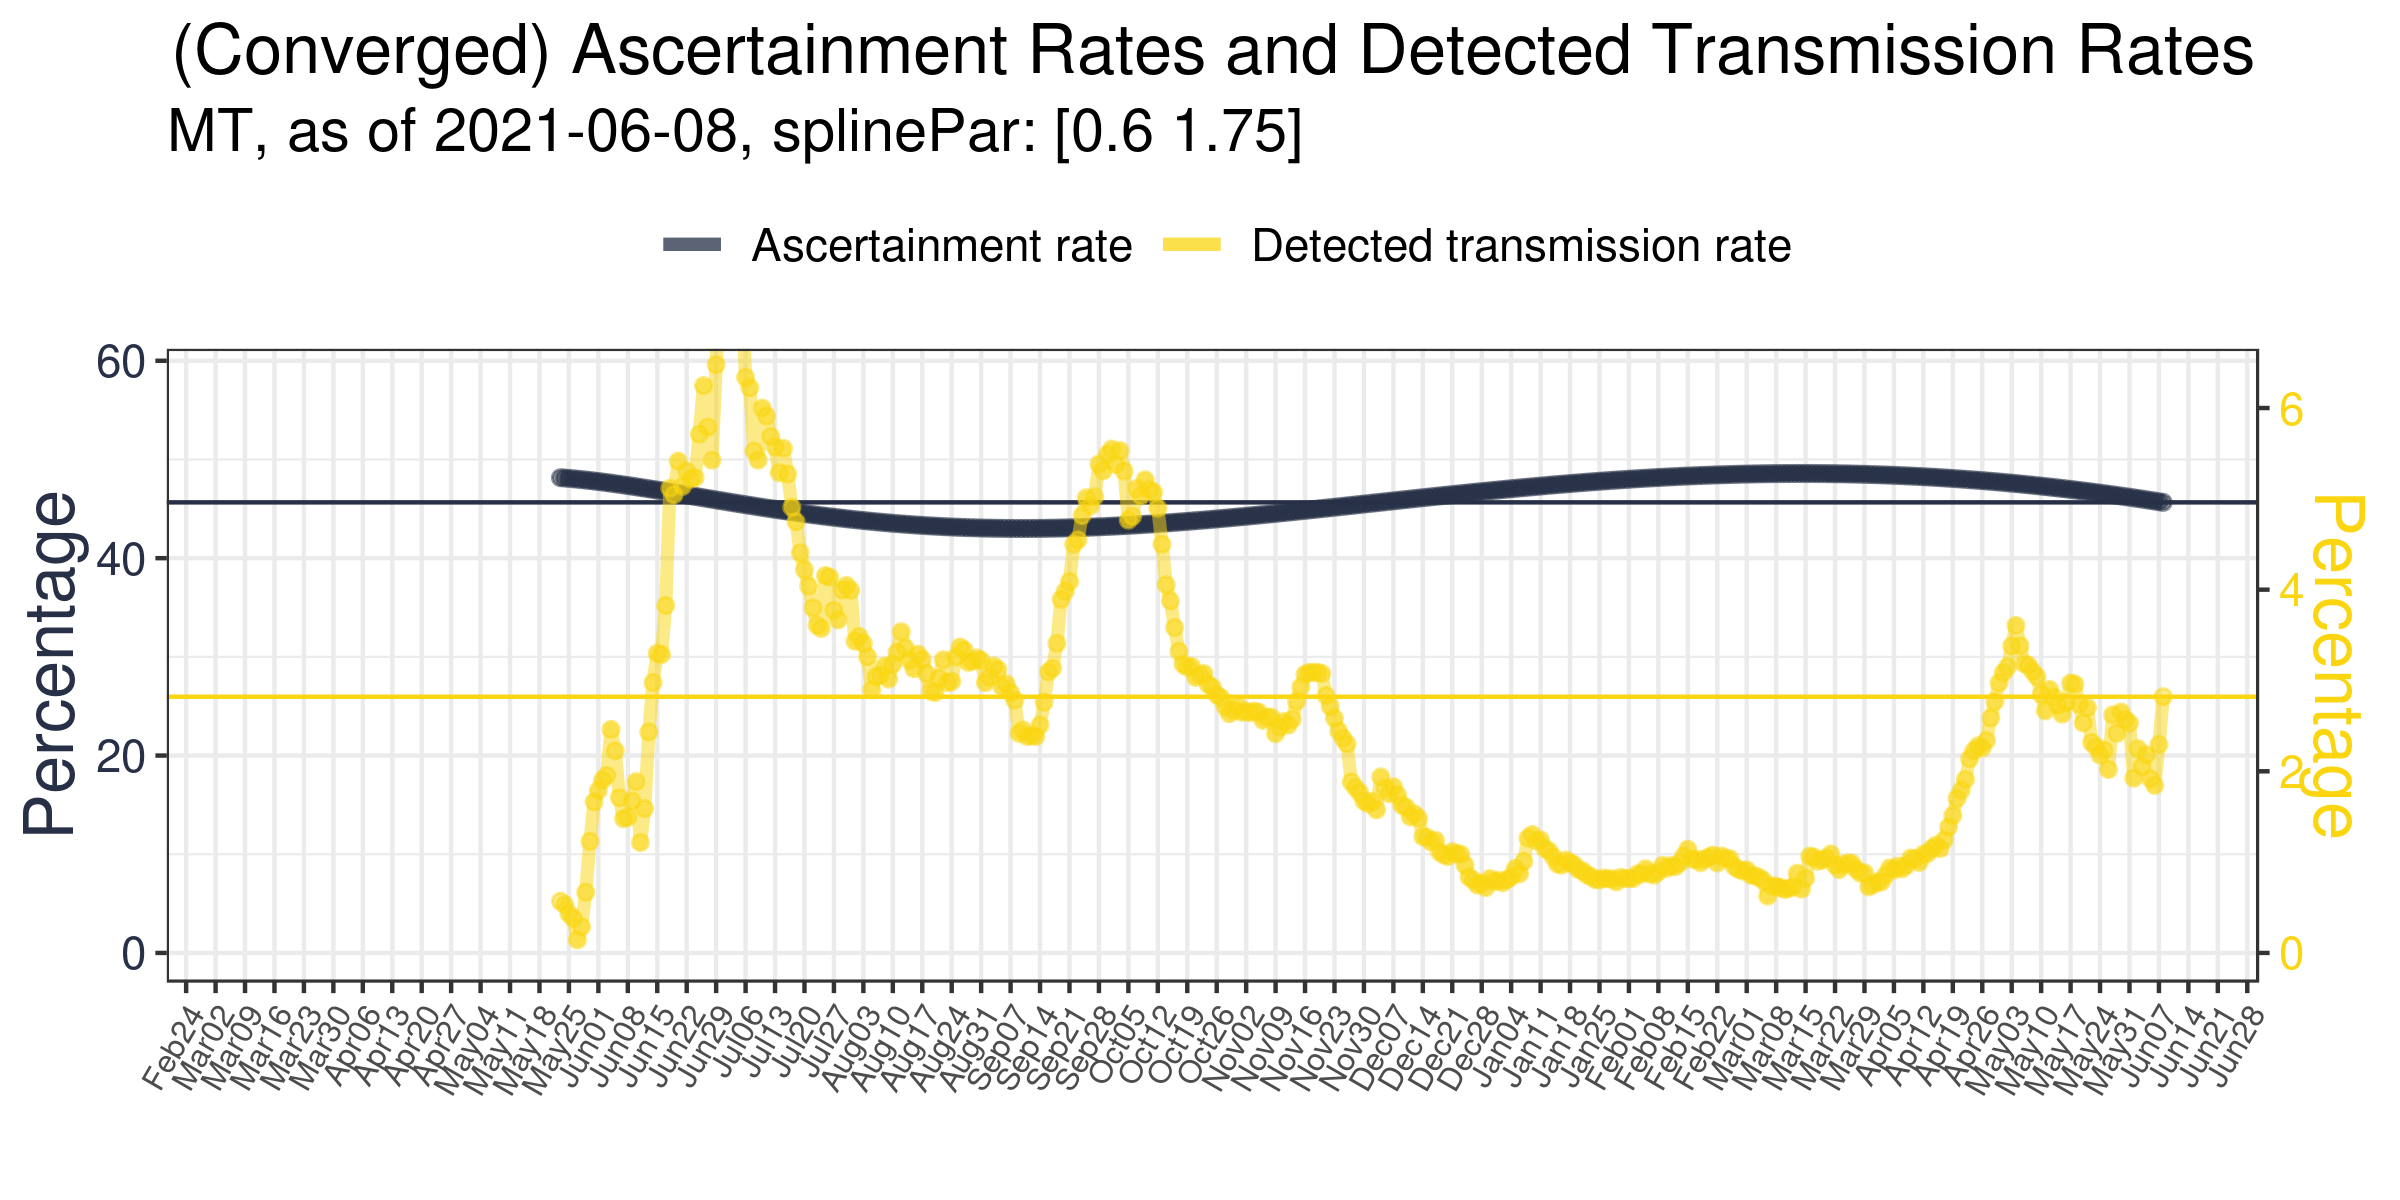 (Converged) Ascertainment Rates and Detected Transmission Rates
MT, as of 2021-06-08, splinePar: [0.6 1.75]
Ascertainment rate Detected transmission rate
Percentage
60
40
20
0
6
4
2
0
Percentage
Feb24 Mar02 Mar09 Mar16 Mar23 Mar30 Apr06 Apr13 Apr20 Apr27 May04 May11 May18 May25 Jun01 Jun08 Jun15 Jun22 Jun29 Jul06 Jul13 Jul20 Jul27 Aug03 Aug10 Aug17 Aug24 Aug31 Sep07 Sep14 Sep21 Sep28 Oct05 Oct12 Oct19 Oct26 Nov02 Nov09 Nov16 Nov23 Nov30 Dec07 Dec14 Dec21 Dec28 Jan04 Jan11 Jan18 Jan25 Feb01 Feb08 Feb15 Feb22 Mar01 Mar08 Mar15 Mar22 Mar29 Apr05 Apr12 Apr19 Apr26 May03 May10 May17 May24 May31 Jun07 Jun14 Jun21 Jun28